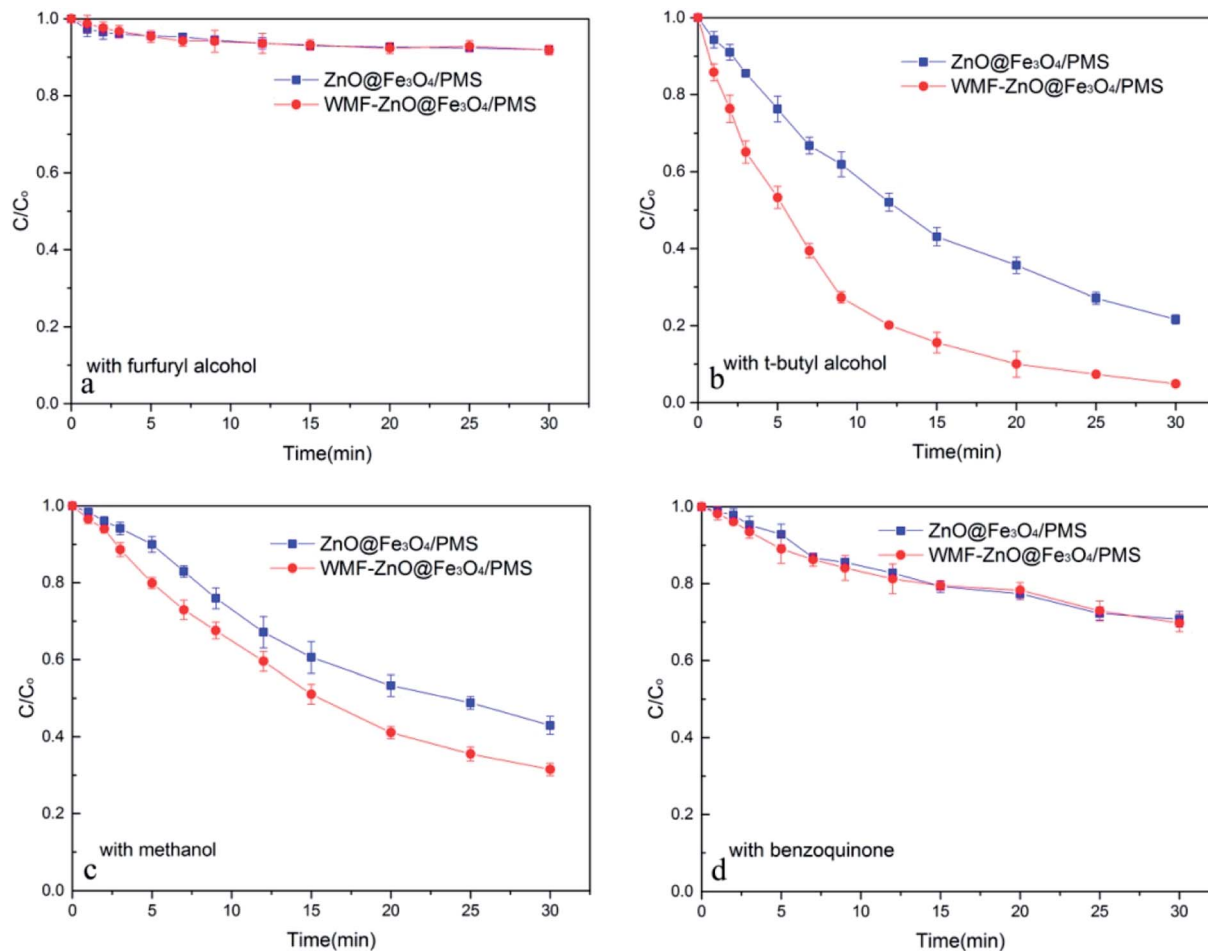 1.0
0.8
0.6
0.4
0.2
0.0
C/C₀
ZnO@Fe₃O₄/PMS
WMF-ZnO@Fe₃O₄/PMS
with furfuryl alcohol
a
0 5 10 15 20 25 30
Time(min)
1.0
0.8
0.6
0.4
0.2
0.0
C/C₀
ZnO@Fe₃O₄/PMS
WMF-ZnO@Fe₃O₄/PMS
with t-butyl alcohol
b
0 5 10 15 20 25 30
Time(min)
1.0
0.8
0.6
0.4
0.2
0.0
C/C₀
ZnO@Fe₃O₄/PMS
WMF-ZnO@Fe₃O₄/PMS
with methanol
c
0 5 10 15 20 25 30
Time(min)
1.0
0.8
0.6
0.4
0.2
0.0
C/C₀
ZnO@Fe₃O₄/PMS
WMF-ZnO@Fe₃O₄/PMS
with benzoquinone
d
0 5 10 15 20 25 30
Time(min)